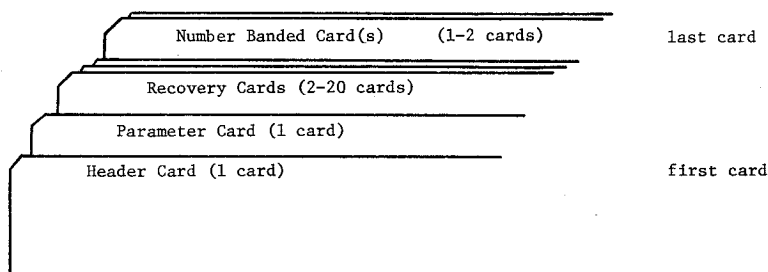 Number Banded Card(s) (1-2 cards) last card
Recovery Cards (2-20 cards)
Parameter Card (1 card)
Header Card (1 card) first card